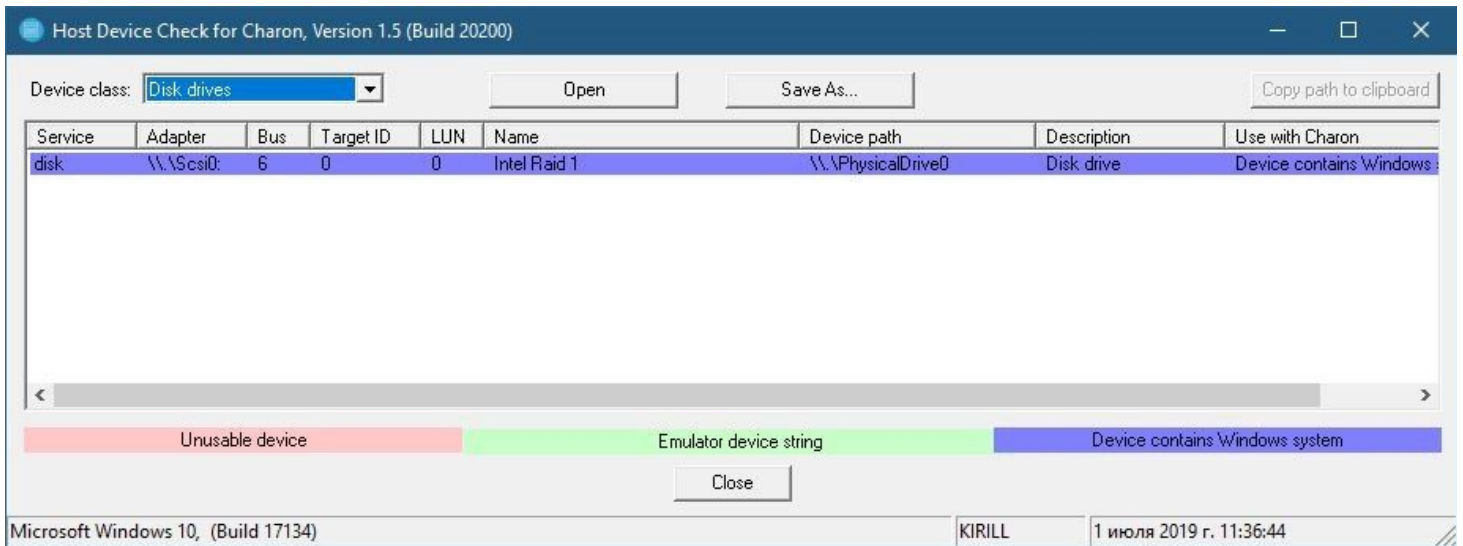 Host Device Check for Charon, Version 1.5 (Build 20200)
Device class: Disk drives Open Save As... Copy path to clipboard
Service Adapter Bus Target ID LUN Name Device path Description Use with Charon
disk \\.\Scsi0: 6 0 0 Intel Raid 1 \\.\PhysicalDrive0 Disk drive Device contains Windows
Unusable device Emulator device string Device contains Windows system
Close
Microsoft Windows 10, (Build 17134) KIRILL 1 июля 2019 г. 11:36:44